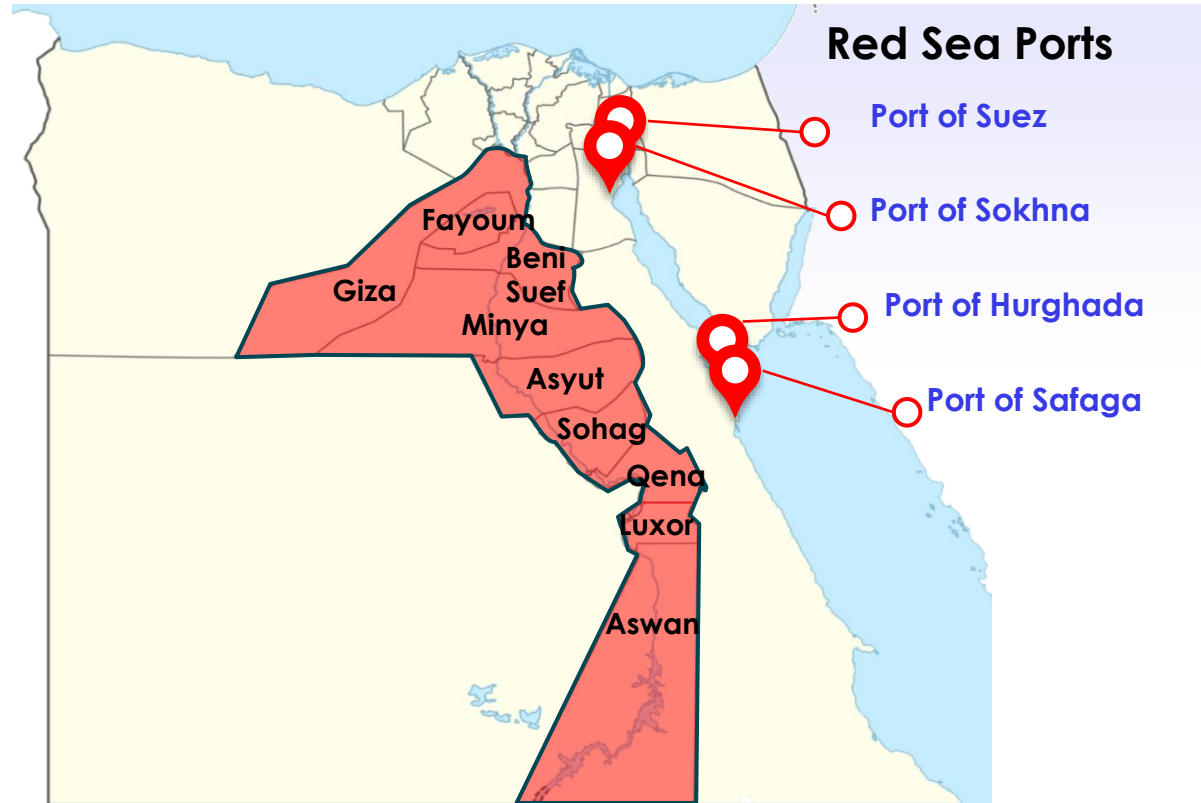 Red Sea Ports
Port of Suez
Port of Sokhna
Port of Hurghada
Port of Safaga
Fayoum
Beni
Suef
Giza
Minya
Asyut
Sohag
Qena
Luxor
Aswan